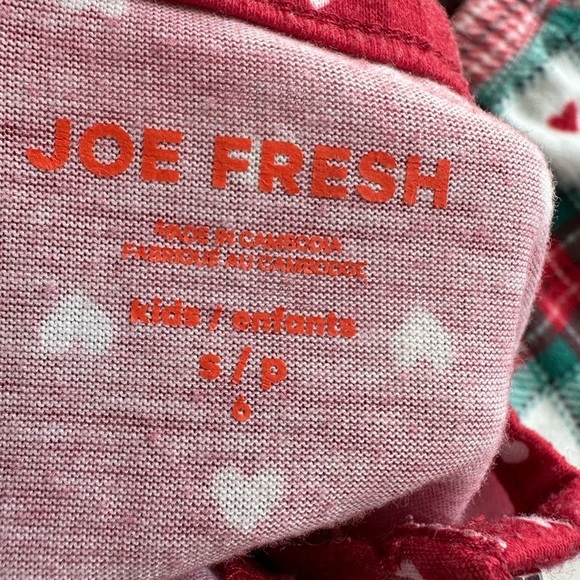 JOE FRESH
MADE IN CAMBODIA
FABRIQUÉ AU CAMBODGE
kids / enfants
s / p
6